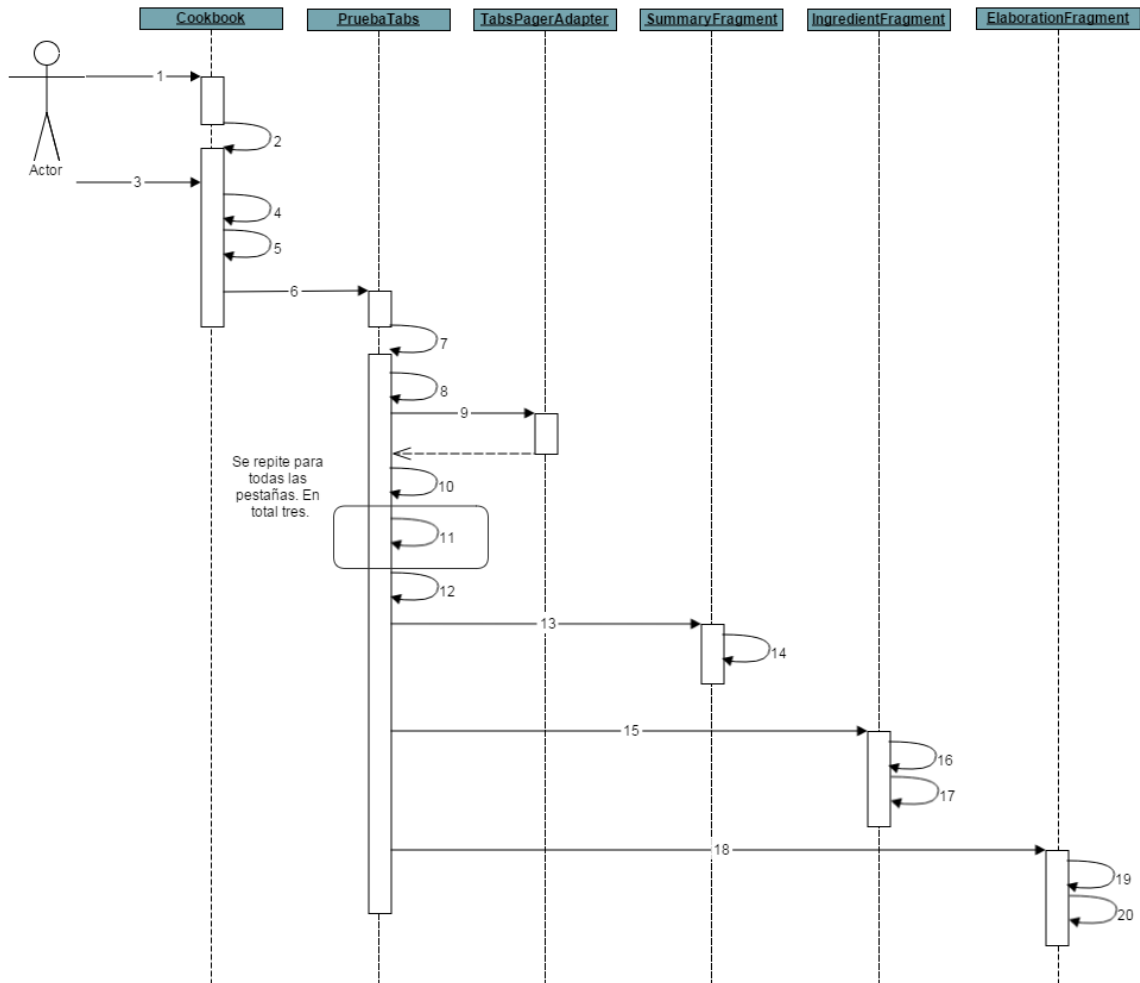 Cookbook
PruebaTabs
TabsPagerAdapter
SummaryFragment
IngredientFragment
ElaborationFragment
1
2
Actor
3
4
5
6
7
8
9
Se repite para
todas las
pestañas. En
total tres.
10
11
12
13
14
15
16
17
18
19
20